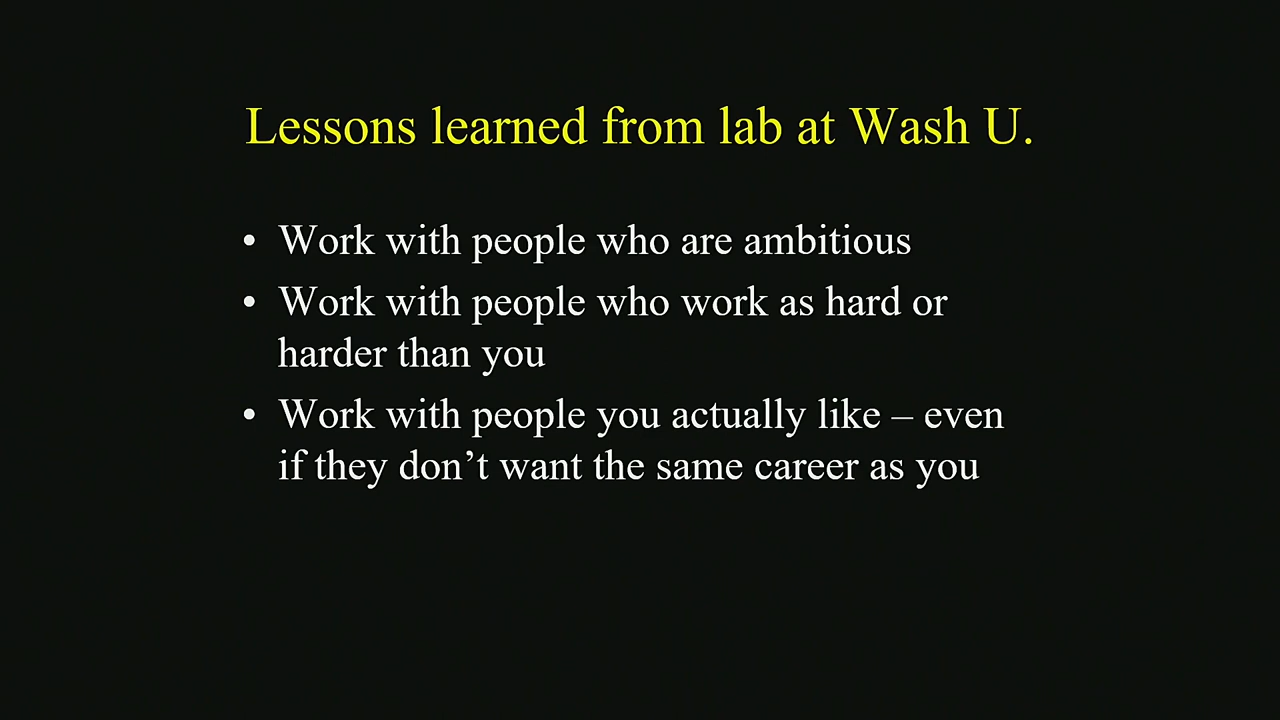 Lessons learned from lab at Wash U.
• Work with people who are ambitious
• Work with people who work as hard or
harder than you
• Work with people you actually like – even
if they don’t want the same career as you